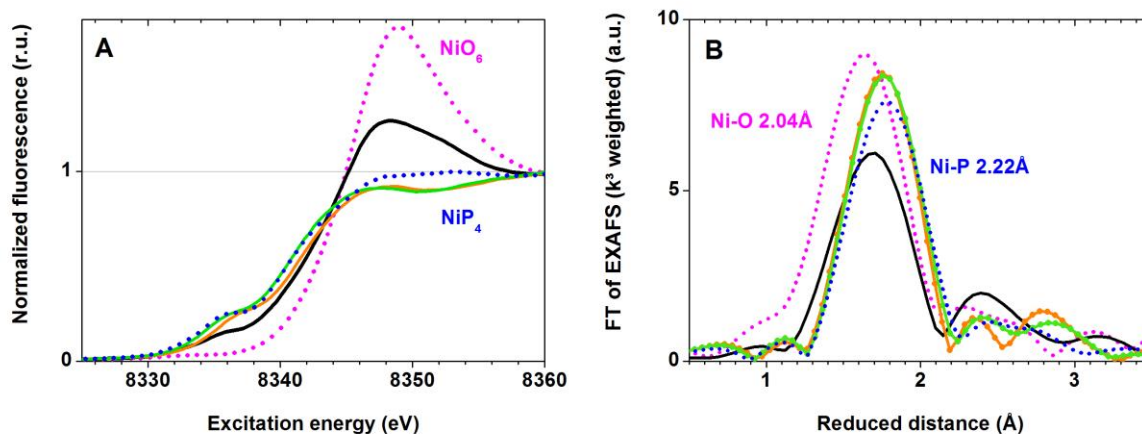 A
NiO₆
NiP₄
1
0
8330
8340
8350
8360
Normalized fluorescence (r.u.)
Excitation energy (eV)
B
Ni-O 2.04Å
Ni-P 2.22Å
10
5
0
1
2
3
FT of EXAFS (k³ weighted) (a.u.)
Reduced distance (Å)